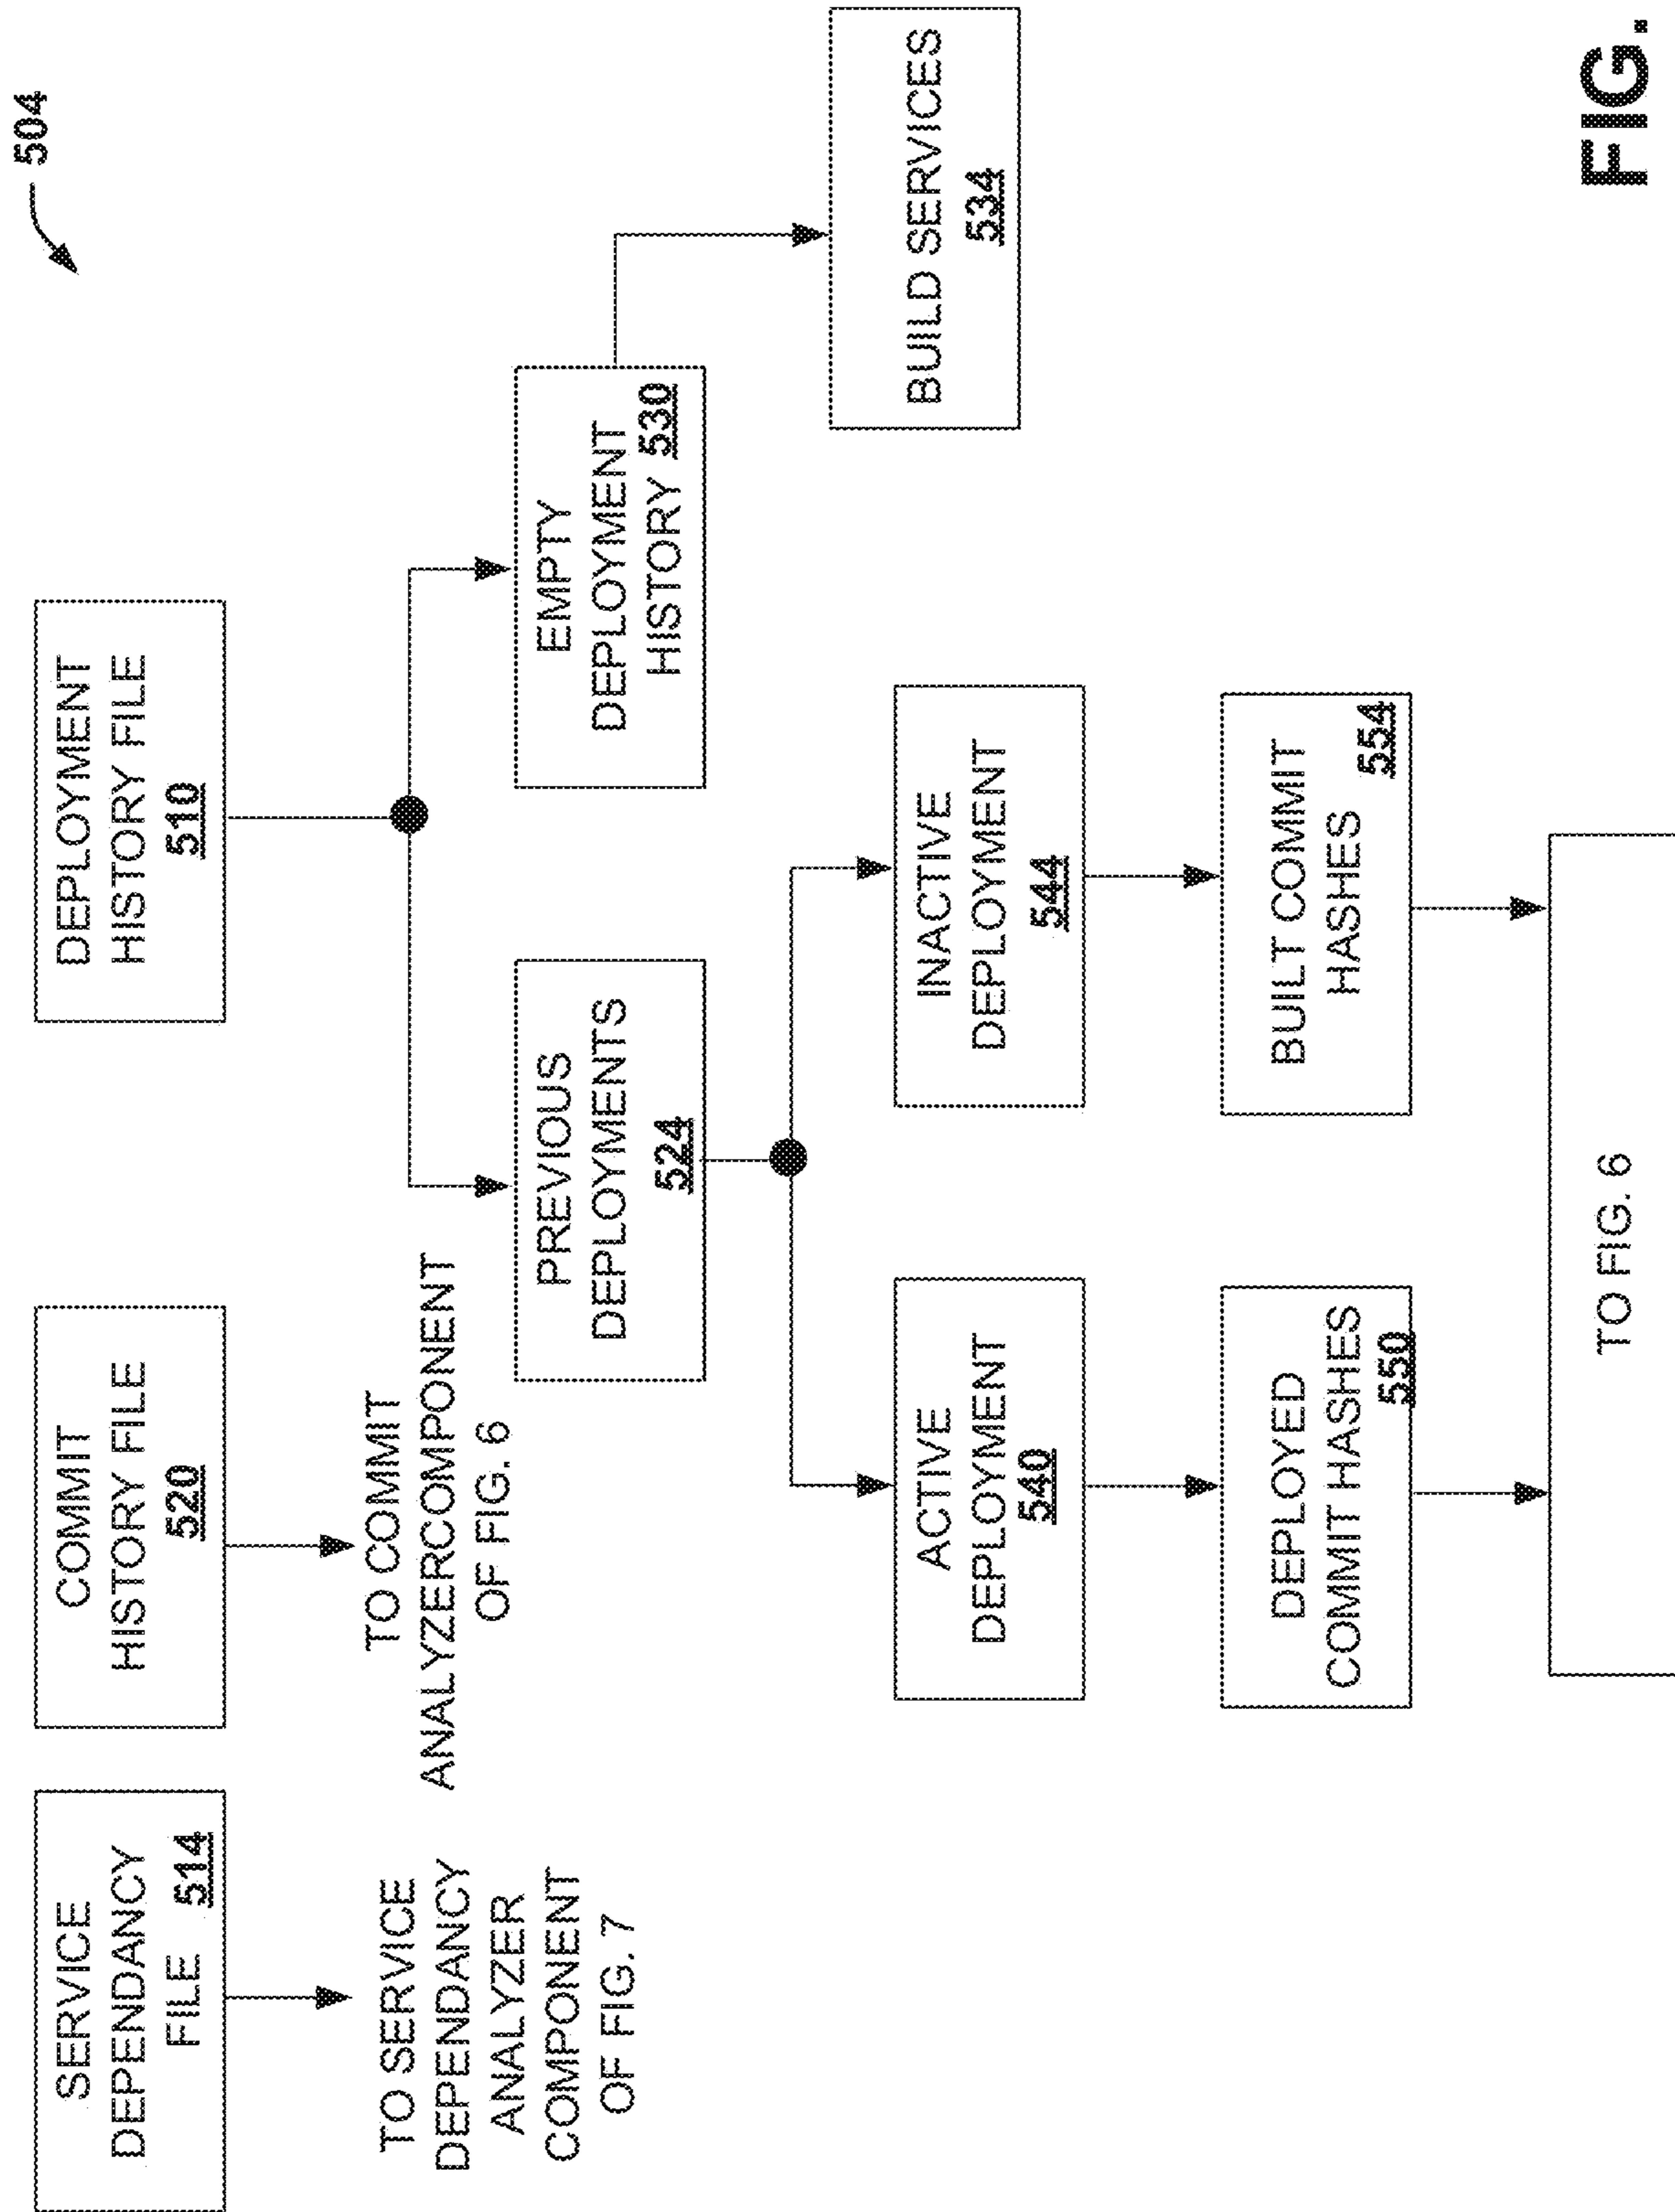 504
SERVICE
DEPENDANCY
FILE 514
COMMIT
HISTORY FILE
520
DEPLOYMENT
HISTORY FILE
510
TO SERVICE
DEPENDANCY
ANALYZER
COMPONENT
OF FIG. 7
TO COMMIT
ANALYZERCOMPONENT
OF FIG. 6
PREVIOUS
DEPLOYMENTS
524
EMPTY
DEPLOYMENT
HISTORY 530
BUILD SERVICES
534
ACTIVE
DEPLOYMENT
540
INACTIVE
DEPLOYMENT
544
DEPLOYED
COMMIT HASHES
550
BUILT COMMIT
HASHES 554
TO FIG. 6
FIG.